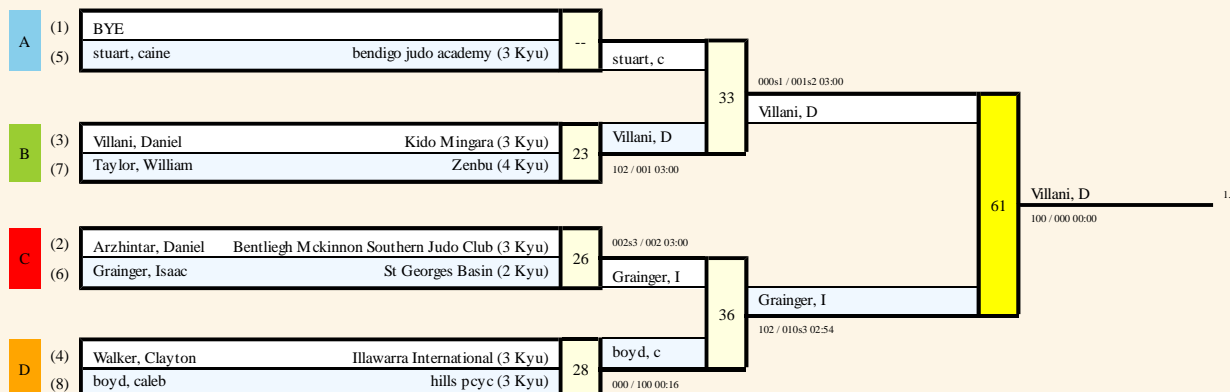 A (1) BYE
(5) stuart, caine bendigo judo academy (3 Kyu)
--
stuart, c
33
000s1 / 001s2 03:00
Villani, D
B (3) Villani, Daniel Kido Mingara (3 Kyu)
(7) Taylor, William Zenbu (4 Kyu)
23
Villani, D
102 / 001 03:00
61
Villani, D
100 / 000 00:00
1.
C (2) Arzhintar, Daniel Bentliegh Mckinnon Southern Judo Club (3 Kyu)
(6) Grainger, Isaac St Georges Basin (2 Kyu)
26
002s3 / 002 03:00
Grainger, I
36
Grainger, I
102 / 010s3 02:54
D (4) Walker, Clayton Illawarra International (3 Kyu)
(8) boyd, caleb hills pcyc (3 Kyu)
28
boyd, c
000 / 100 00:16